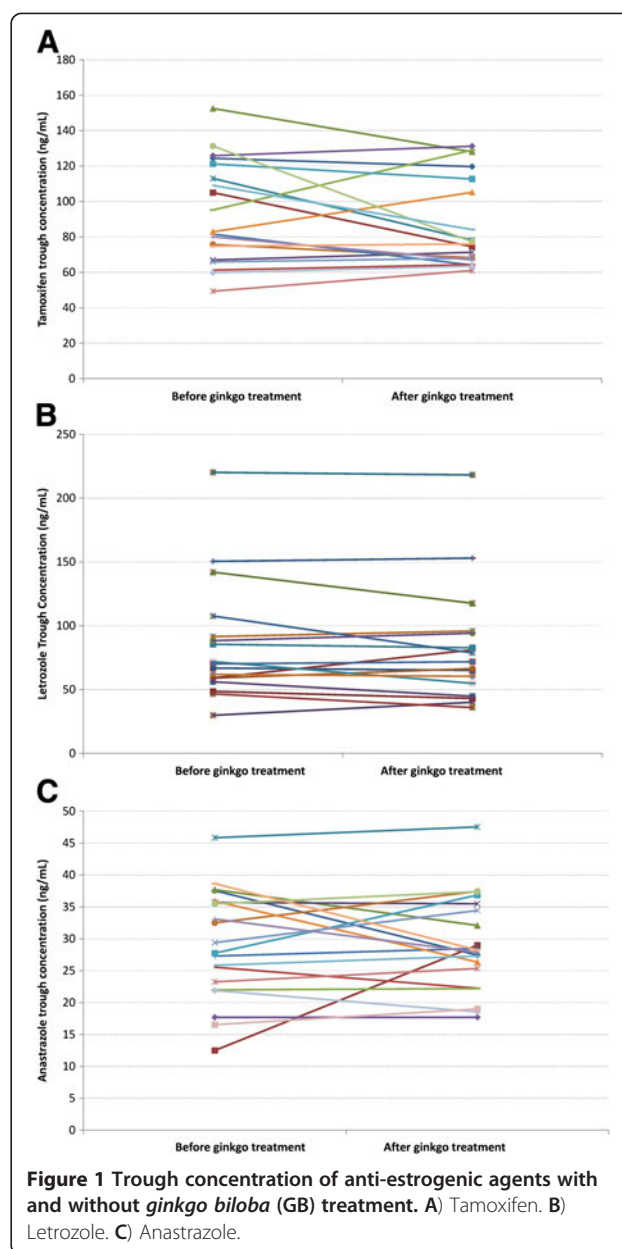 A
Tamoxifen trough concentration (ng/mL)
180
160
140
120
100
80
60
40
20
0
Before ginkgo treatment
After ginkgo treatment
B
Letrozole Trough Concentration (ng/mL)
250
200
150
100
50
0
Before ginkgo treatment
After ginkgo treatment
C
Anastrazole trough concentration (ng/mL)
50
45
40
35
30
25
20
15
10
5
0
Before ginkgo treatment
After ginkgo treatment
Figure 1 Trough concentration of anti-estrogenic agents with
and without ginkgo biloba (GB) treatment. A) Tamoxifen. B)
Letrozole. C) Anastrazole.